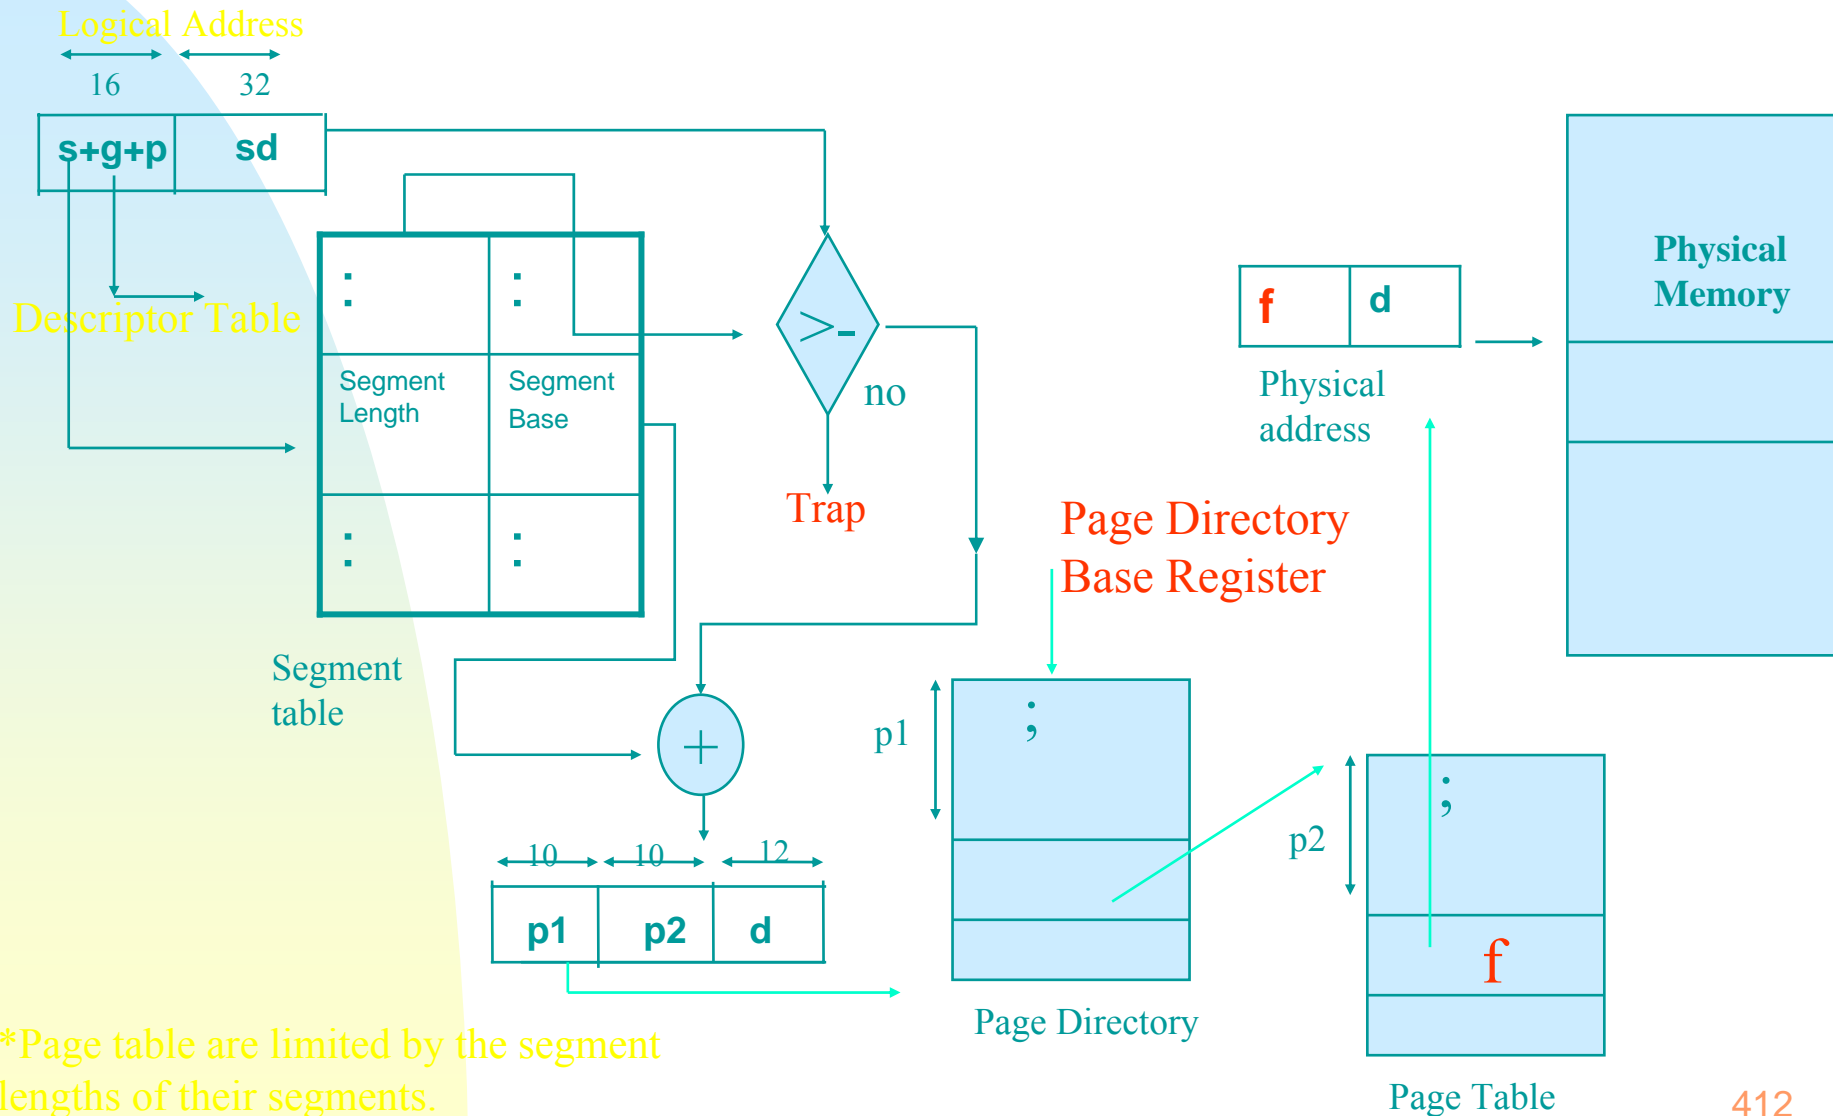 Logical Address
16
32
s+g+p
sd
Descriptor Table
:
:
Segment
Length
Segment
Base
:
:
Segment
table
>-
no
Trap
+
10
10
12
p1
p2
d
Page Directory
Base Register
p1
;
Page Directory
p2
;
f
Page Table
f
d
Physical
address
Physical
Memory
*Page table are limited by the segment
lengths of their segments.
412